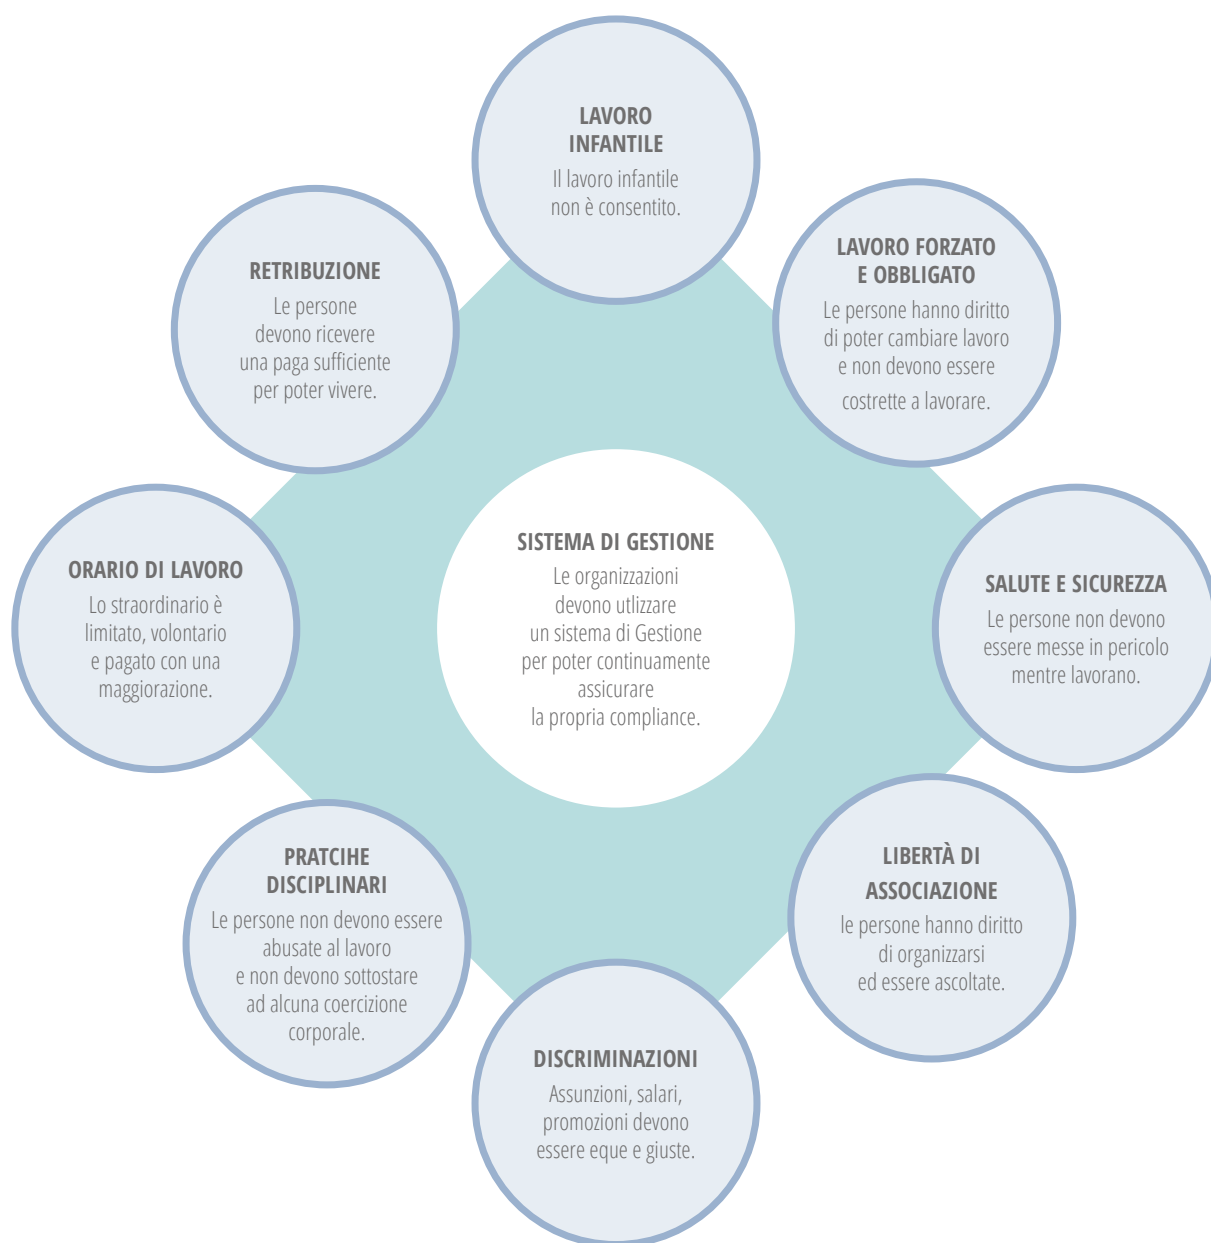 LAVORO
INFANTILE
Il lavoro infantile
non è consentito.
LAVORO FORZATO
E OBBLIGATO
Le persone hanno diritto
di poter cambiare lavoro
e non devono essere
costrette a lavorare.
RETRIBUZIONE
Le persone
devono ricevere
una paga sufficiente
per poter vivere.
SISTEMA DI GESTIONE
Le organizzazioni
devono utlizzare
un sistema di Gestione
per poter continuamente
assicurare
la propria compliance.
ORARIO DI LAVORO
Lo straordinario è
limitato, volontario
e pagato con una
maggiorazione.
SALUTE E SICUREZZA
Le persone non devono
essere messe in pericolo
mentre lavorano.
PRATCIHE
DISCIPLINARI
Le persone non devono essere
abusate al lavoro
e non devono sottostare
ad alcuna coercizione
corporale.
LIBERTÀ DI
ASSOCIAZIONE
le persone hanno diritto
di organizzarsi
ed essere ascoltate.
DISCRIMINAZIONI
Assunzioni, salari,
promozioni devono
essere eque e giuste.